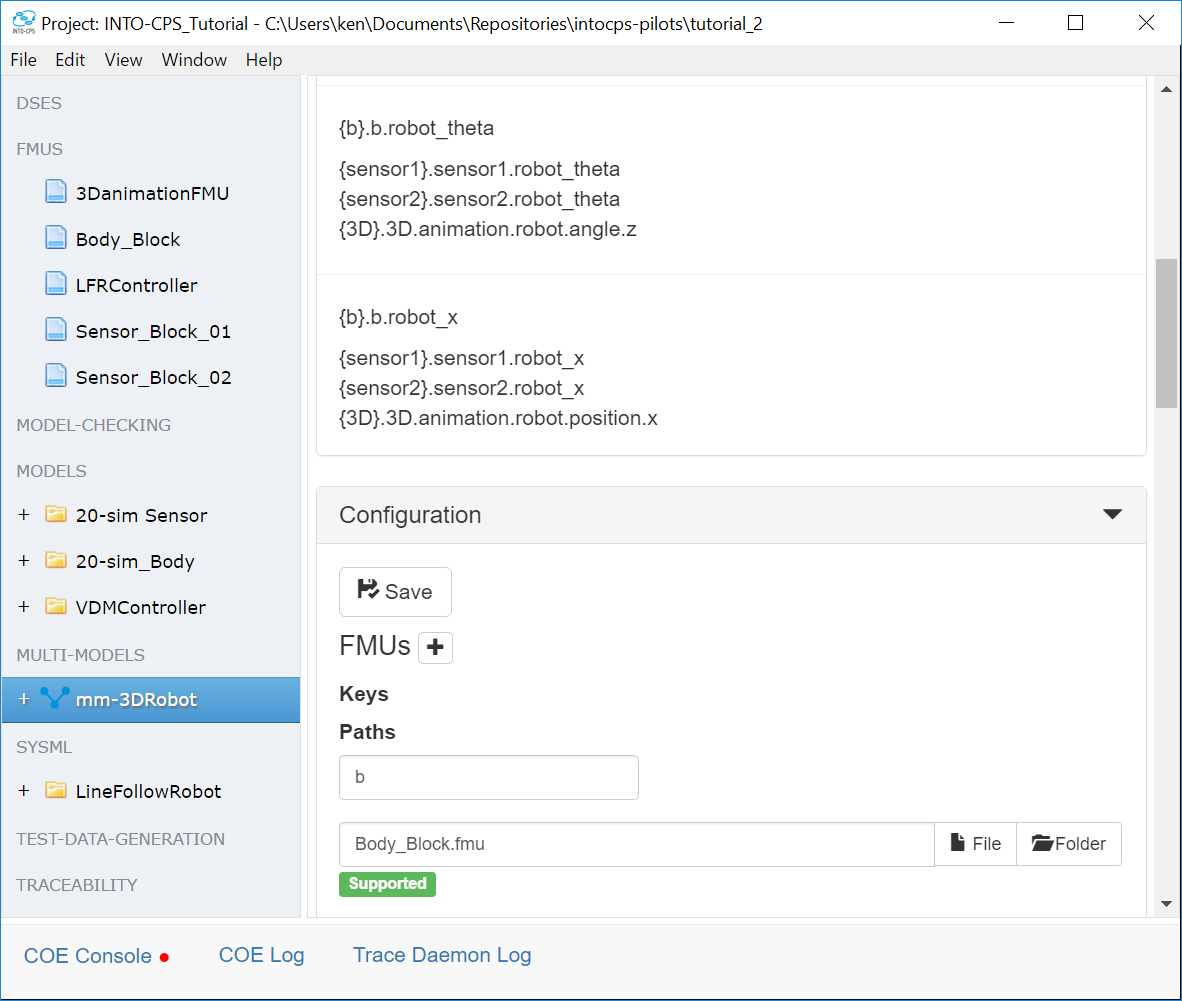 INTO-CPS
Project: INTO-CPS_Tutorial - C:\Users\ken\Documents\Repositories\intocps-pilots\tutorial_2
File Edit View Window Help
DSES
FMUS
3DanimationFMU
Body_Block
LFRController
Sensor_Block_01
Sensor_Block_02
MODEL-CHECKING
MODELS
+ 20-sim Sensor
+ 20-sim_Body
+ VDMController
MULTI-MODELS
+ mm-3DRobot
SYSML
+ LineFollowRobot
TEST-DATA-GENERATION
TRACEABILITY
{b}.b.robot_theta
{sensor1}.sensor1.robot_theta
{sensor2}.sensor2.robot_theta
{3D}.3D.animation.robot.angle.z
{b}.b.robot_x
{sensor1}.sensor1.robot_x
{sensor2}.sensor2.robot_x
{3D}.3D.animation.robot.position.x
Configuration
Save
FMUs
Keys
Paths
b
Body_Block.fmu File Folder
Supported
COE Console COE Log Trace Daemon Log